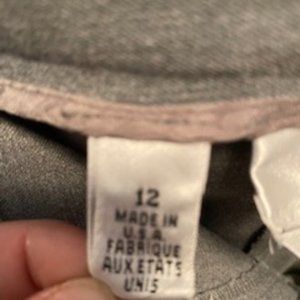 12
MADE IN
U.S.A.
FABRIQUE
AUX ETATS
UNIS